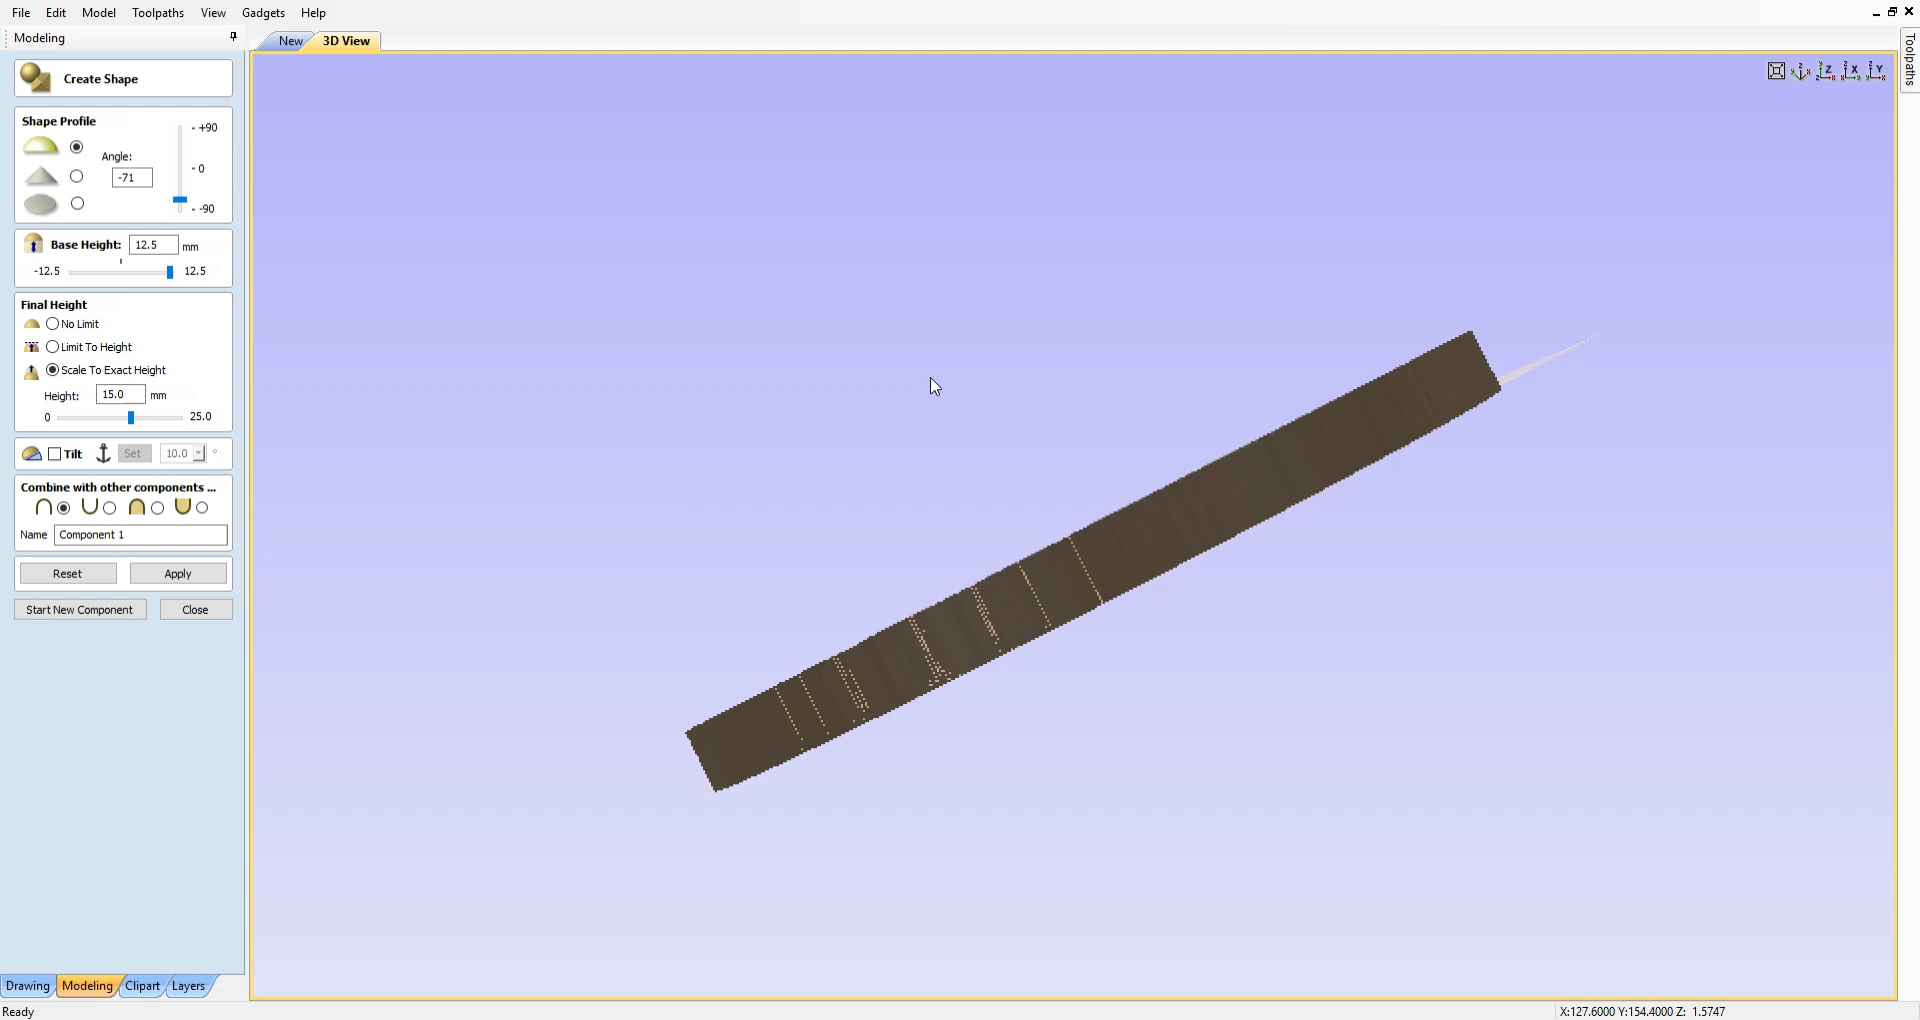 File Edit Model Toolpaths View Gadgets Help
Modeling
New 3D View
Toolpaths
Create Shape
Shape Profile
- +90
Angle:
- 0
-71
- -90
Base Height: 12.5 mm
-12.5 12.5
Final Height
No Limit
Limit To Height
Scale To Exact Height
Height: 15.0 mm
0 25.0
Tilt Set 10.0 °
Combine with other components ...
Name Component 1
Reset Apply
Start New Component Close
Drawing Modeling Clipart Layers
Ready
X:127.6000 Y:154.4000 Z: 1.5747